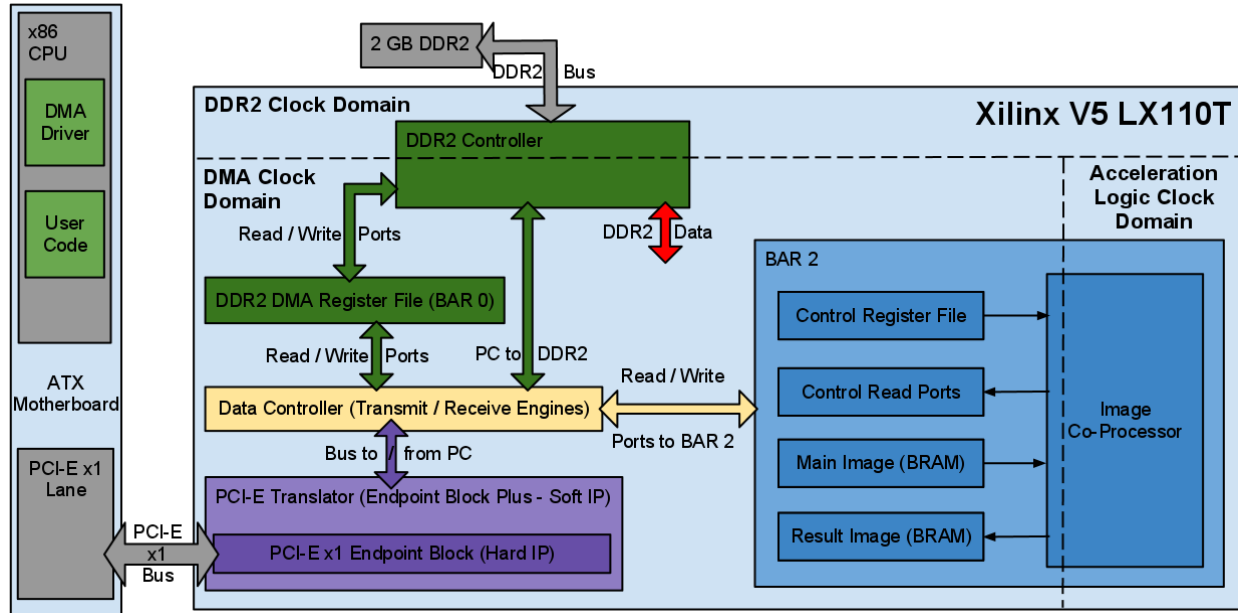 x86
CPU
DMA
Driver
User
Code
ATX
Motherboard
PCI-E x1
Lane
PCI-E
x1
Bus
2 GB DDR2
DDR2 Bus
DDR2 Clock Domain
Xilinx V5 LX110T
DDR2 Controller
DMA Clock
Domain
Acceleration
Logic Clock
Domain
Read / Write Ports
DDR2 Data
DDR2 DMA Register File (BAR 0)
Read / Write Ports
PC to DDR2
Data Controller (Transmit / Receive Engines)
Read / Write
Ports to BAR 2
Bus to / from PC
PCI-E Translator (Endpoint Block Plus - Soft IP)
PCI-E x1 Endpoint Block (Hard IP)
BAR 2
Control Register File
Control Read Ports
Main Image (BRAM)
Result Image (BRAM)
Image
Co-Processor